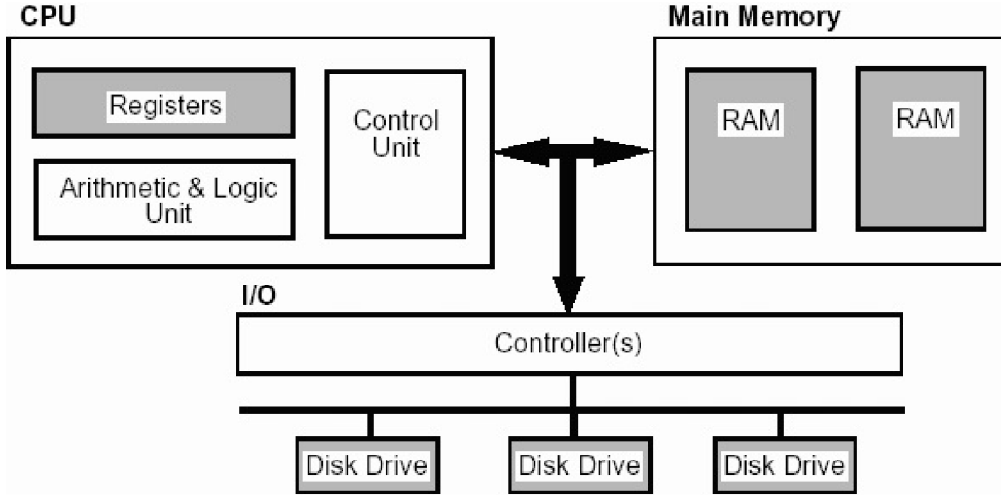 CPU
Main Memory
Registers
Control
Unit
Arithmetic & Logic
Unit
RAM
RAM
I/O
Controller(s)
Disk Drive
Disk Drive
Disk Drive